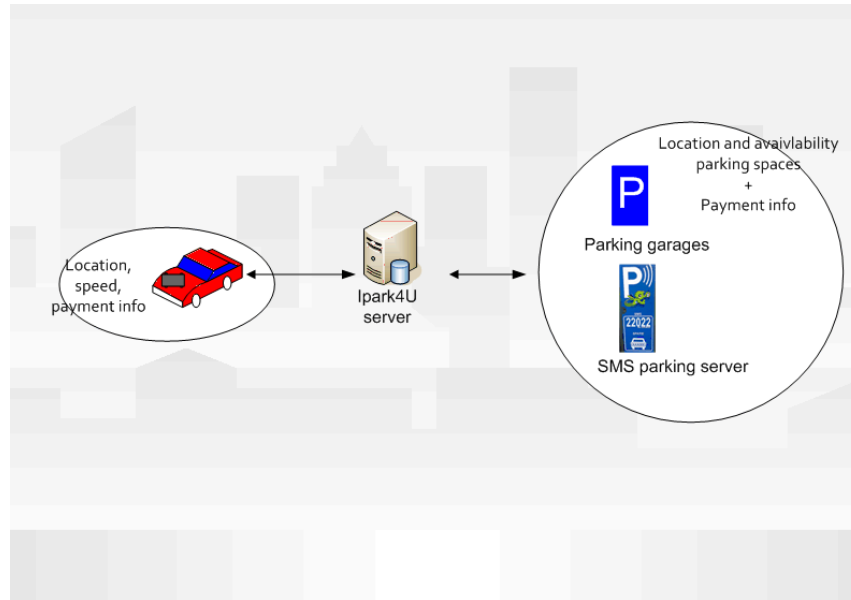 Location,
speed,
payment info
Ipark4U
server
Location and avaivlability
parking spaces
+
Payment info
P
Parking garages
P
22022
SMS parking server